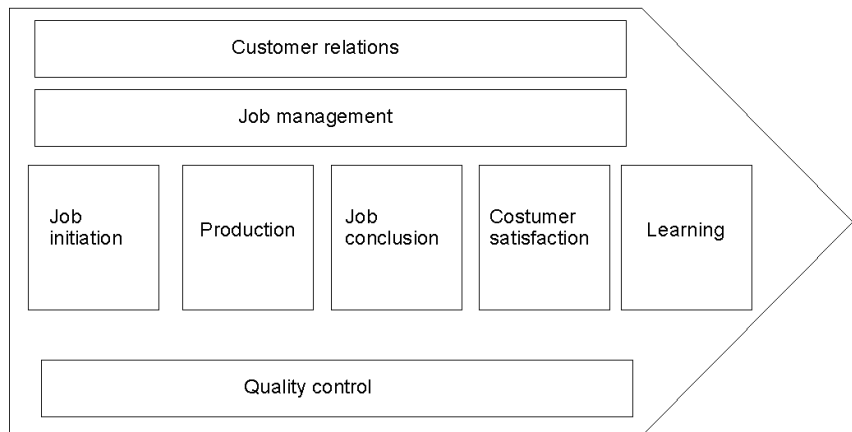 Customer relations
Job management
Job
initiation
Production
Job
conclusion
Costumer
satisfaction
Learning
Quality control